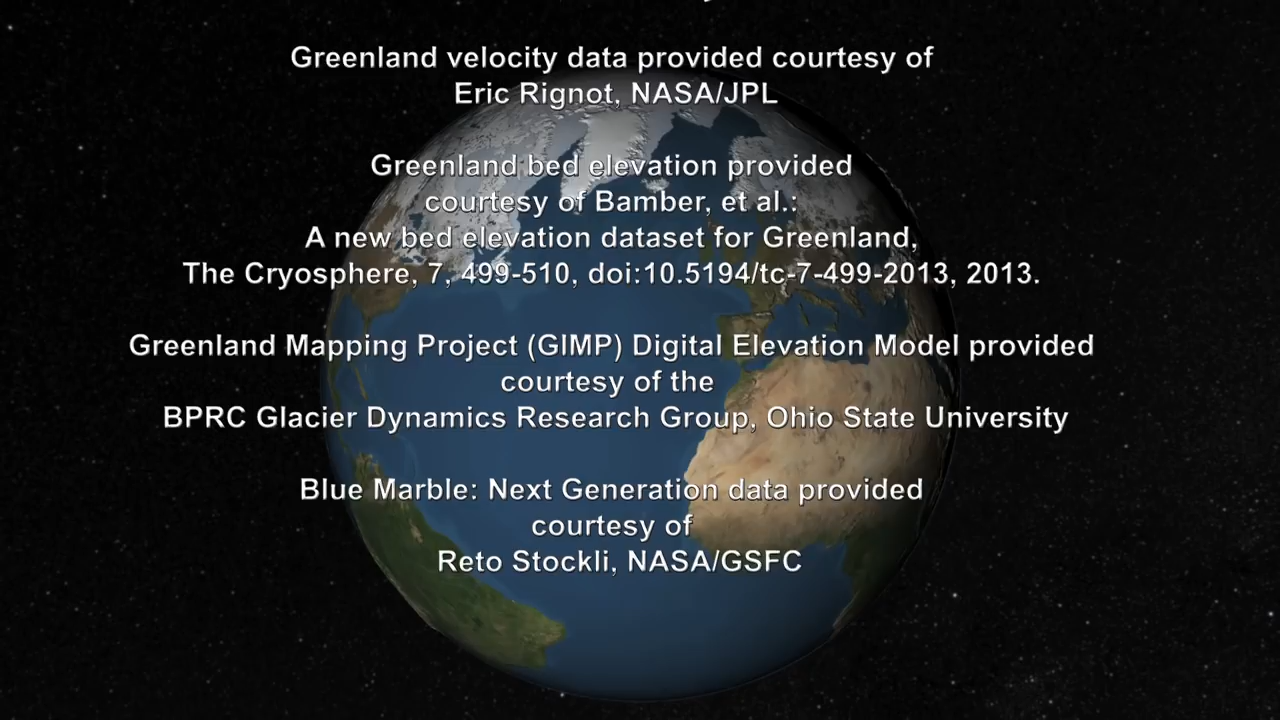 Greenland velocity data provided courtesy of
Eric Rignot, NASA/JPL
Greenland bed elevation provided
courtesy of Bamber, et al.:
A new bed elevation dataset for Greenland,
The Cryosphere, 7, 499-510, doi:10.5194/tc-7-499-2013, 2013.
Greenland Mapping Project (GIMP) Digital Elevation Model provided
courtesy of the
BPRC Glacier Dynamics Research Group, Ohio State University
Blue Marble: Next Generation data provided
courtesy of
Reto Stockli, NASA/GSFC